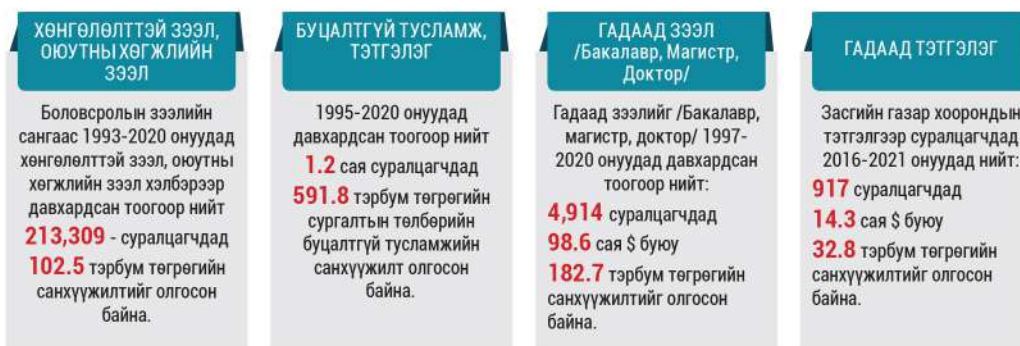 ХӨНГӨЛӨЛТТЭЙ ЗЭЭЛ,
ОЮУТНЫ ХӨГЖЛИЙН
ЗЭЭЛ
Боловсролын зээлийн
сангаас 1993-2020 онуудад
хөнгөлөлттэй зээл, оюутны
хөгжлийн зээл хэлбэрээр
давхардсан тоогоор нийт
213,309 - суралцагчдад
102.5 тэрбум төгрөгийн
санхүүжилтийг олгосон
байна.
БУЦАЛТГҮЙ ТУСЛАМЖ,
ТЭТГЭЛЭГ
1995-2020 онуудад
давхардсан тоогоор нийт
1.2 сая суралцагчдад
591.8 тэрбум төгрөгийн
сургалтын төлбөрийн
буцалтгүй тусламжийн
санхүүжилт олгосон
байна.
ГАДААД ЗЭЭЛ
/Бакалавр, Магистр,
Доктор/
Гадаад зээлийг /Бакалавр,
магистр, доктор/ 1997-
2020 онуудад давхардсан
тоогоор нийт:
4,914 суралцагчдад
98.6 сая $ буюу
182.7 тэрбум төгрөгийн
санхүүжилтийг олгосон
байна.
ГАДААД ТЭТГЭЛЭГ
Засгийн газар хоорондын
тэтгэлгээр суралцагчдад
2016-2021 онуудад нийт:
917 суралцагчдад
14.3 сая $ буюу
32.8 тэрбум төгрөгийн
санхүүжилтийг олгосон
байна.